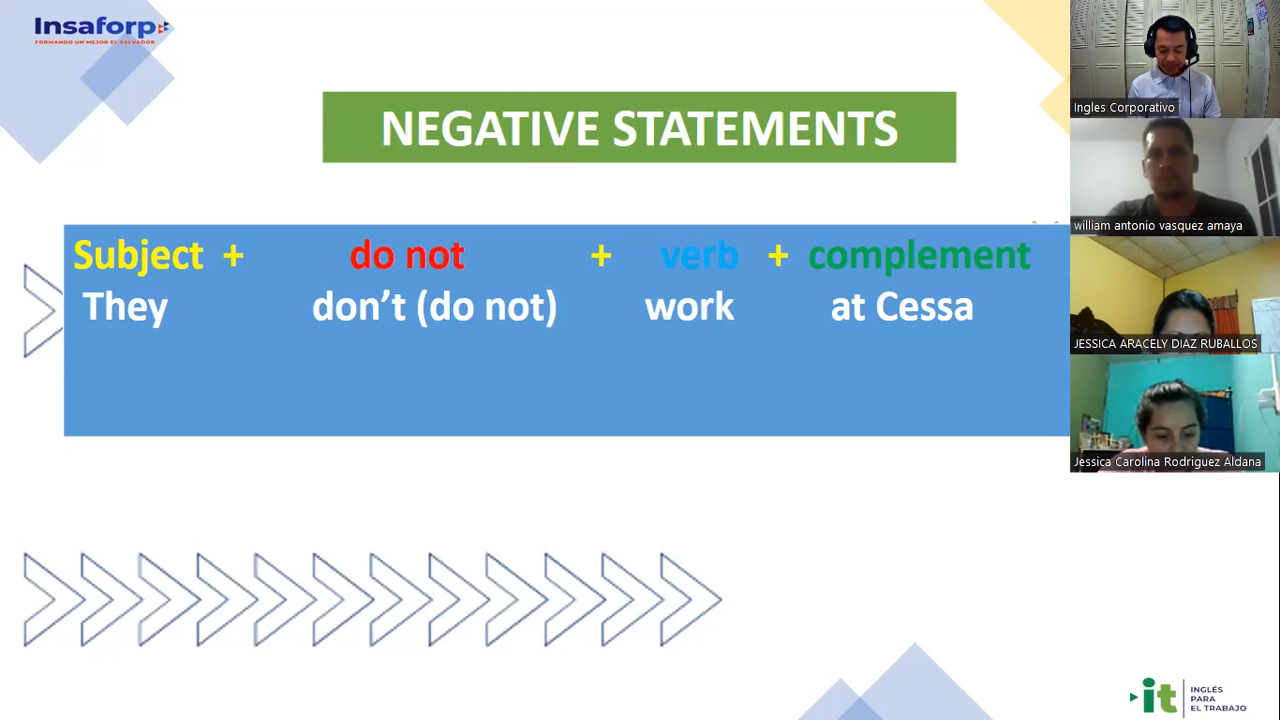 Insaforp
FORMANDO UN MEJOR EL SALVADOR
NEGATIVE STATEMENTS
Subject + do not + verb + complement
They don't (do not) work at Cessa
Ingles Corporativo
william antonio vasquez amaya
JESSICA ARACELY DIAZ RUBALLOS
Jessica Carolina Rodriguez Aldana
it INGLÉS
PARA
EL TRABAJO